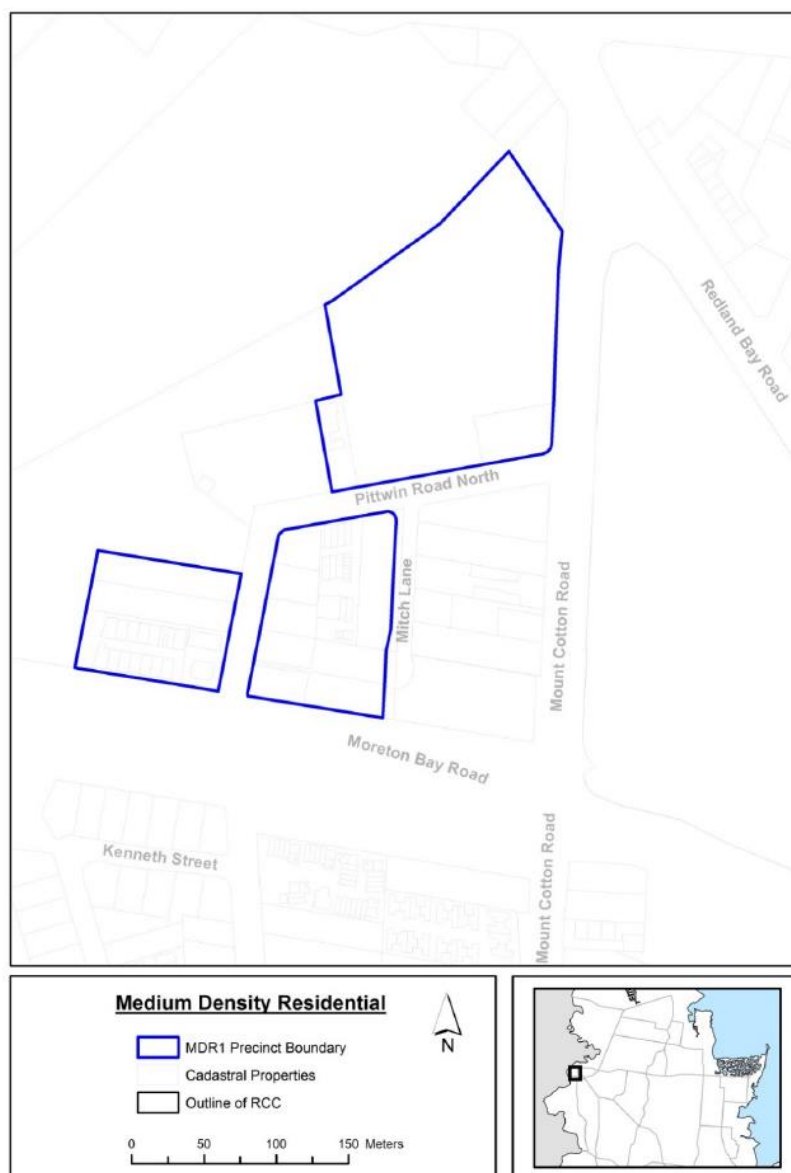 Redland Bay Road
Pittwin Road North
Mitch Lane
Mount Cotton Road
Moreton Bay Road
Kenneth Street
Mount Cotton Road
Medium Density Residential
MDR1 Precinct Boundary
Cadastral Properties
Outline of RCC
N
0 50 100 150 Meters